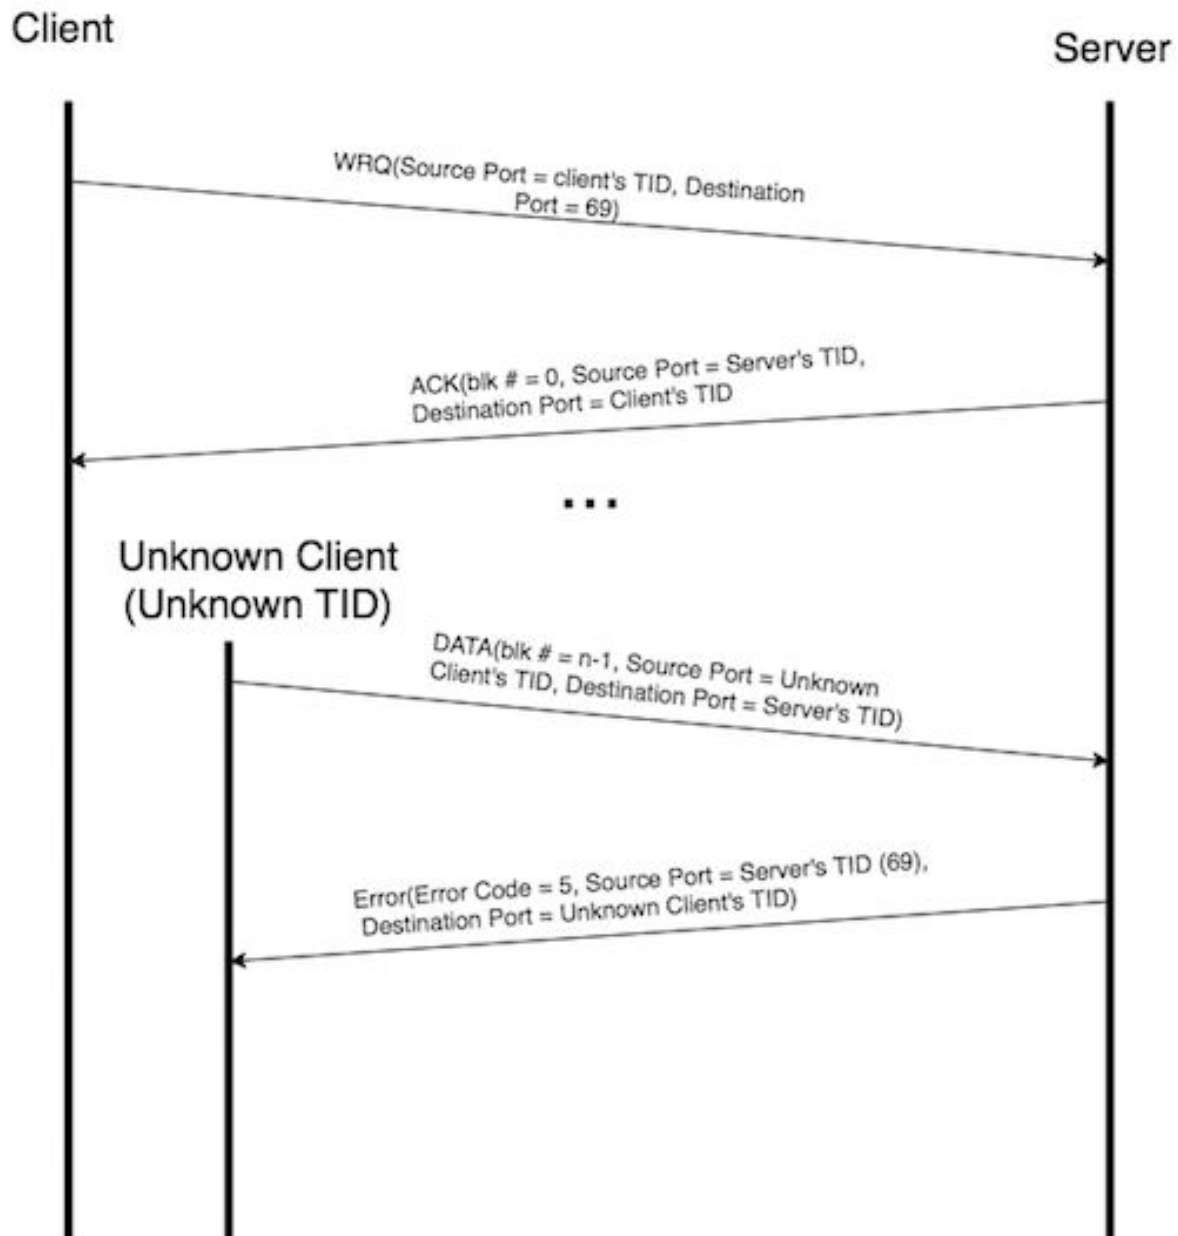 Client
Server
WRQ(Source Port = client's TID, Destination
Port = 69)
ACK(blk # = 0, Source Port = Server's TID,
Destination Port = Client's TID
...
Unknown Client
(Unknown TID)
DATA(blk # = n-1, Source Port = Unknown
Client's TID, Destination Port = Server's TID)
Error(Error Code = 5, Source Port = Server's TID (69),
Destination Port = Unknown Client's TID)